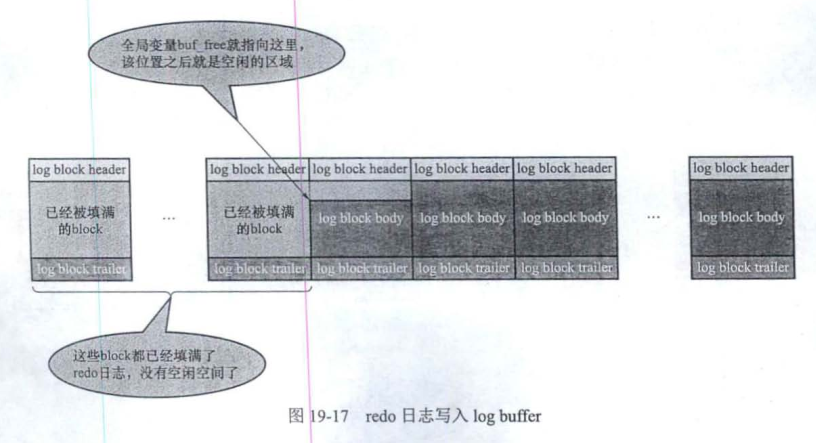 全局变量buf_free就指向这里，
该位置之后就是空闲的区域
log block header
log block header
log block header
log block header
log block header
log block header
已经被填满
的block
...
已经被填满
的block
log block body
log block body
log block body
...
log block body
log block trailer
log block trailer
log block trailer
log block trailer
log block trailer
log block trailer
这些block都已经填满了
redo日志，没有空闲空间了
图 19-17 redo 日志写入 log buffer